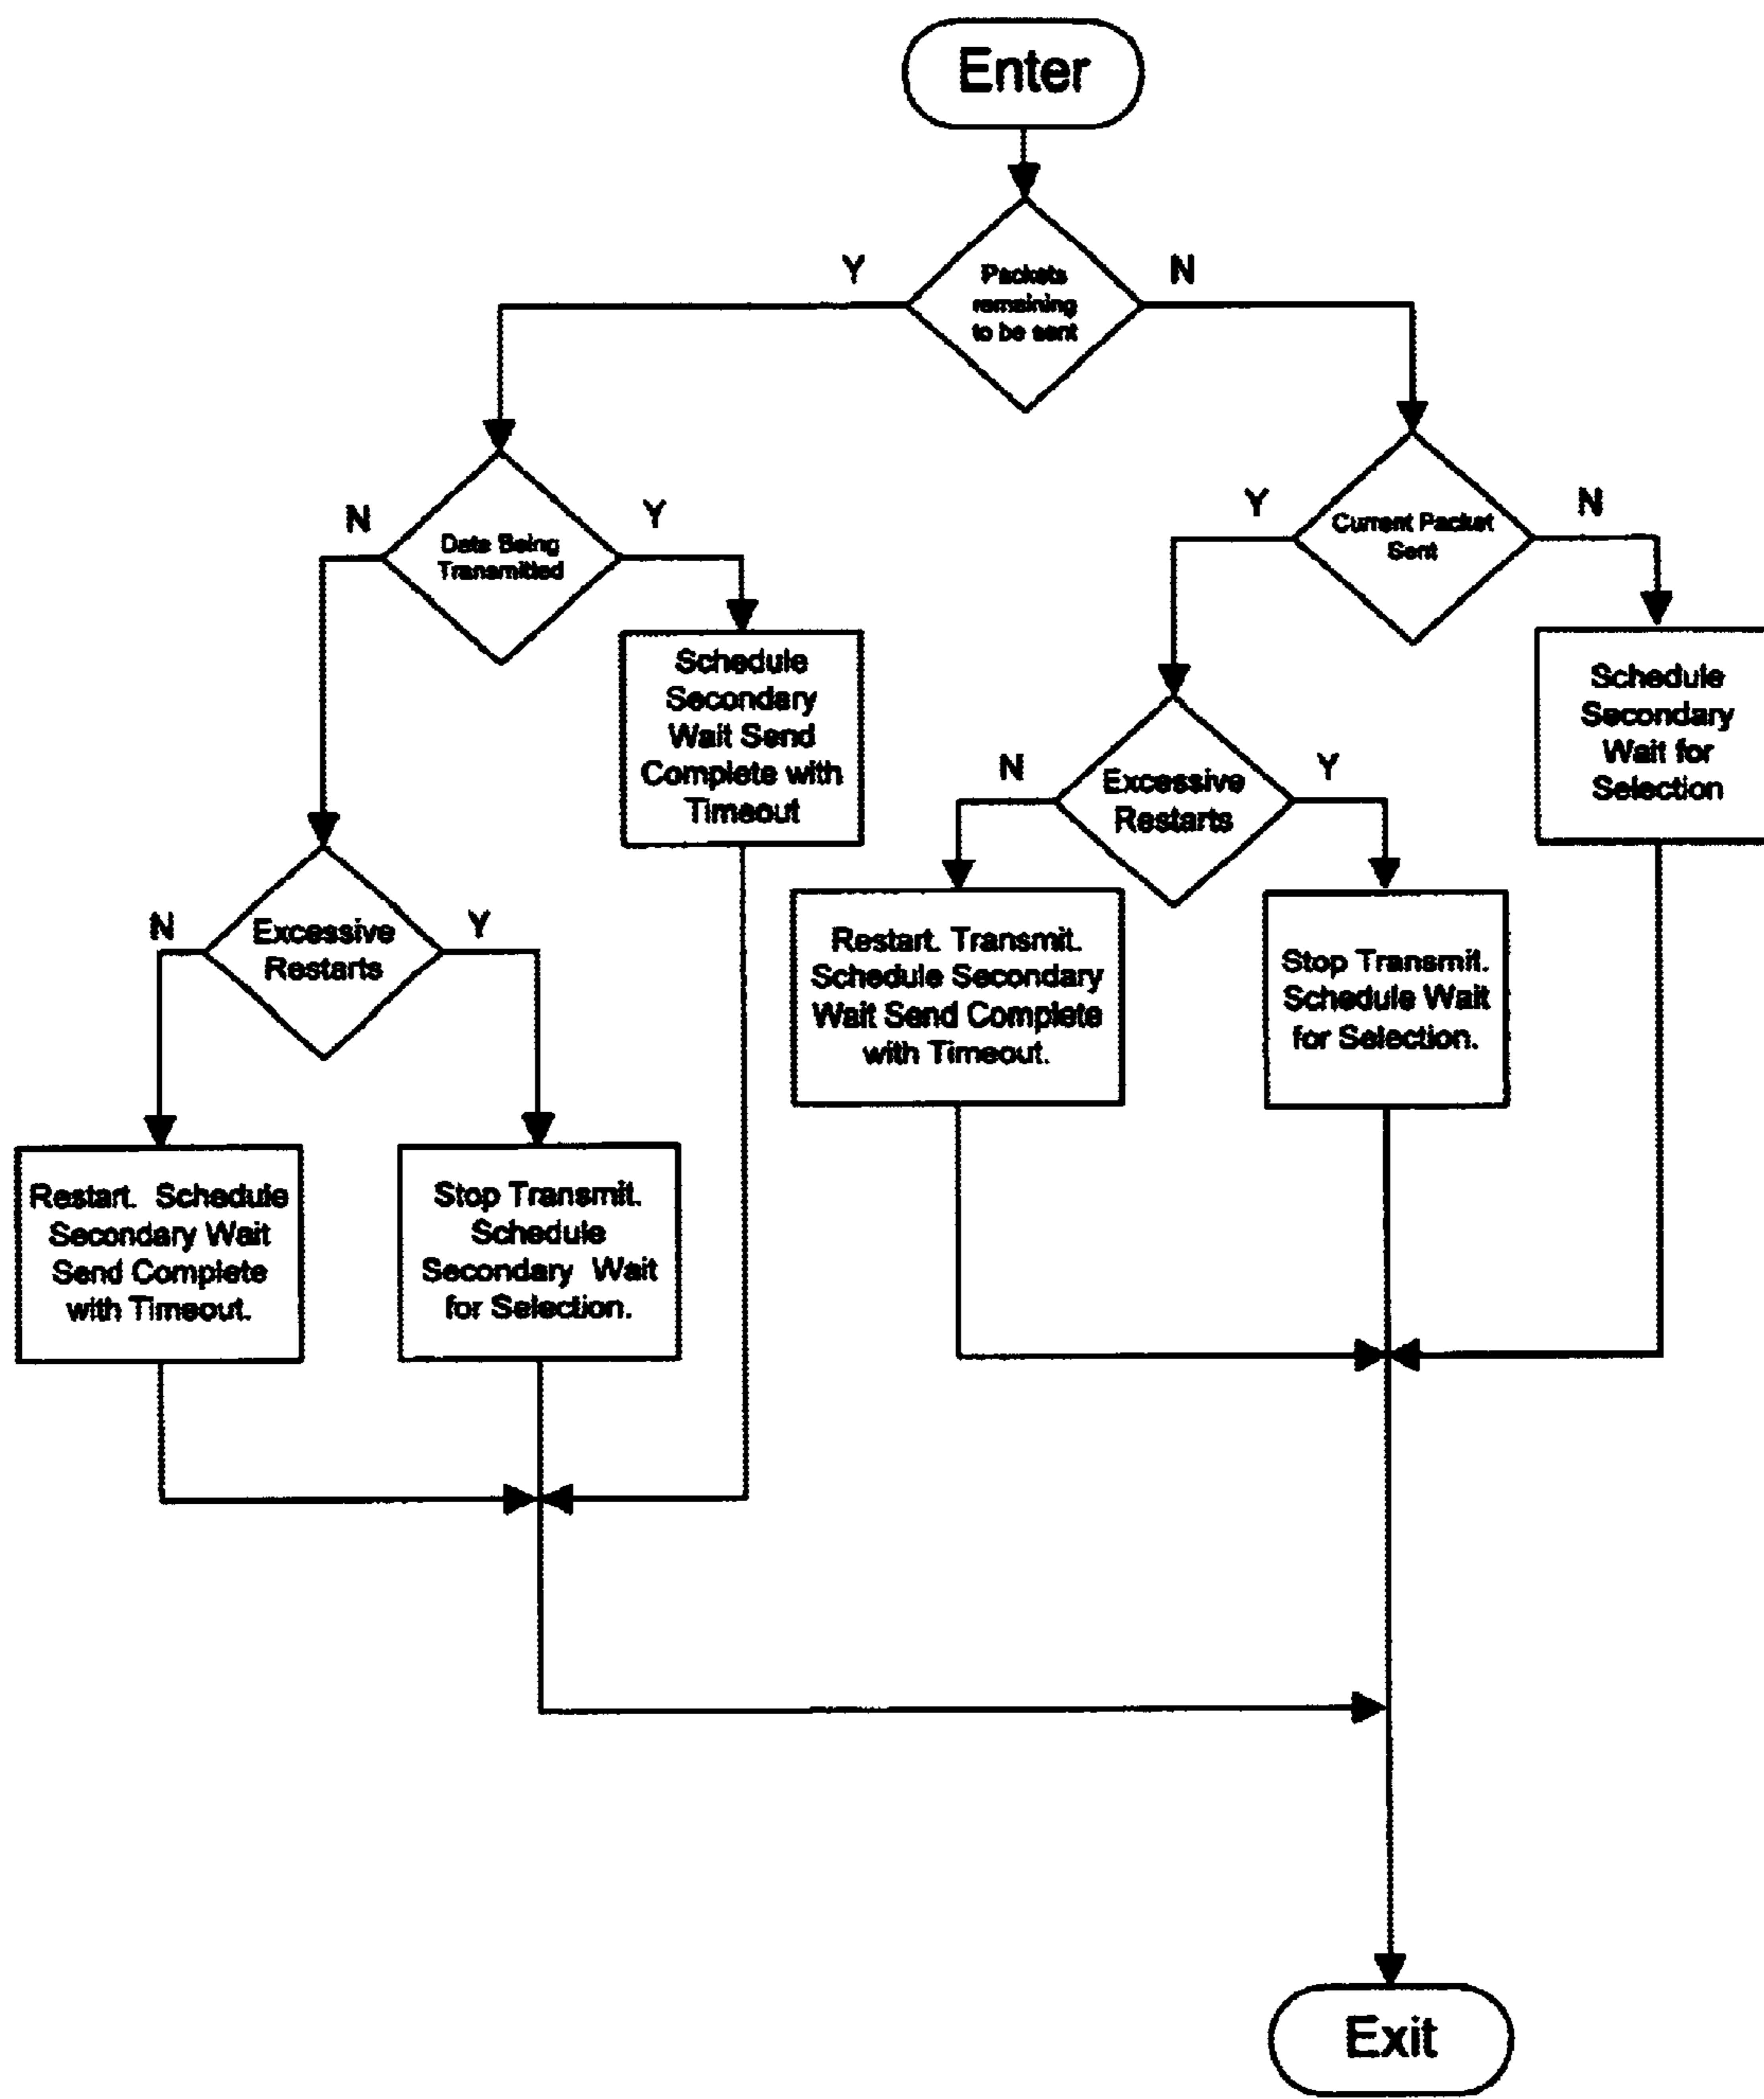 Enter
Y
N
Packets
remaining
to be sent
N
Y
Data Being
Transmitted
Y
N
Current Packet
Sent
Schedule
Secondary
Wait Send
Complete with
Timeout
Schedule
Secondary
Wait for
Selection
N
Y
Excessive
Restarts
N
Y
Excessive
Restarts
Restart. Transmit.
Schedule Secondary
Wait Send Complete
with Timeout.
Stop Transmit.
Schedule Wait
for Selection.
Restart. Schedule
Secondary Wait
Send Complete
with Timeout.
Stop Transmit.
Schedule
Secondary Wait
for Selection.
Exit